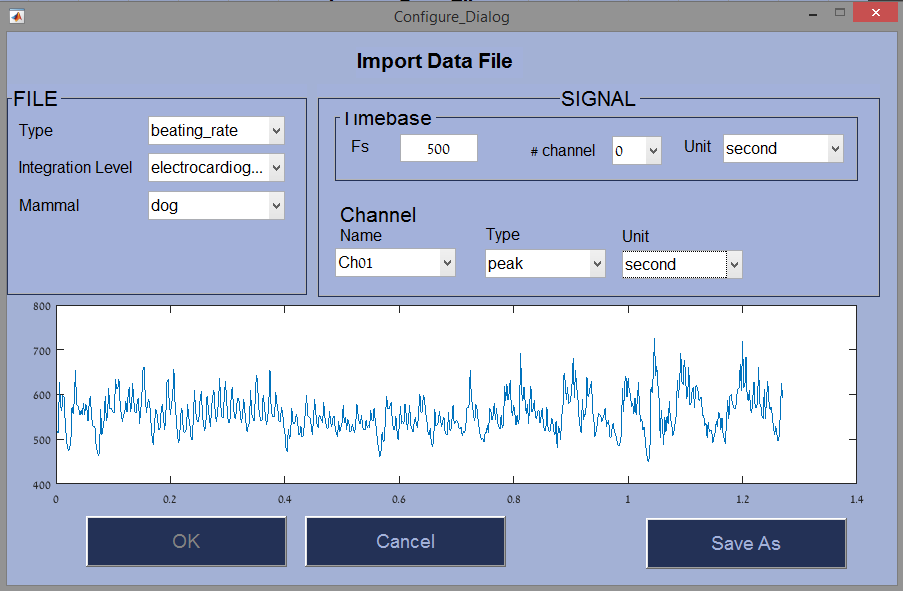 Configure_Dialog
Import Data File
FILE
Type beating_rate
Integration Level electrocardiog...
Mammal dog
SIGNAL
Timebase
Fs 500 # channel 0 Unit second
Channel
Name Type Unit
Ch01 peak second
800
700
600
500
400
0 0.2 0.4 0.6 0.8 1 1.2 1.4
OK Cancel Save As